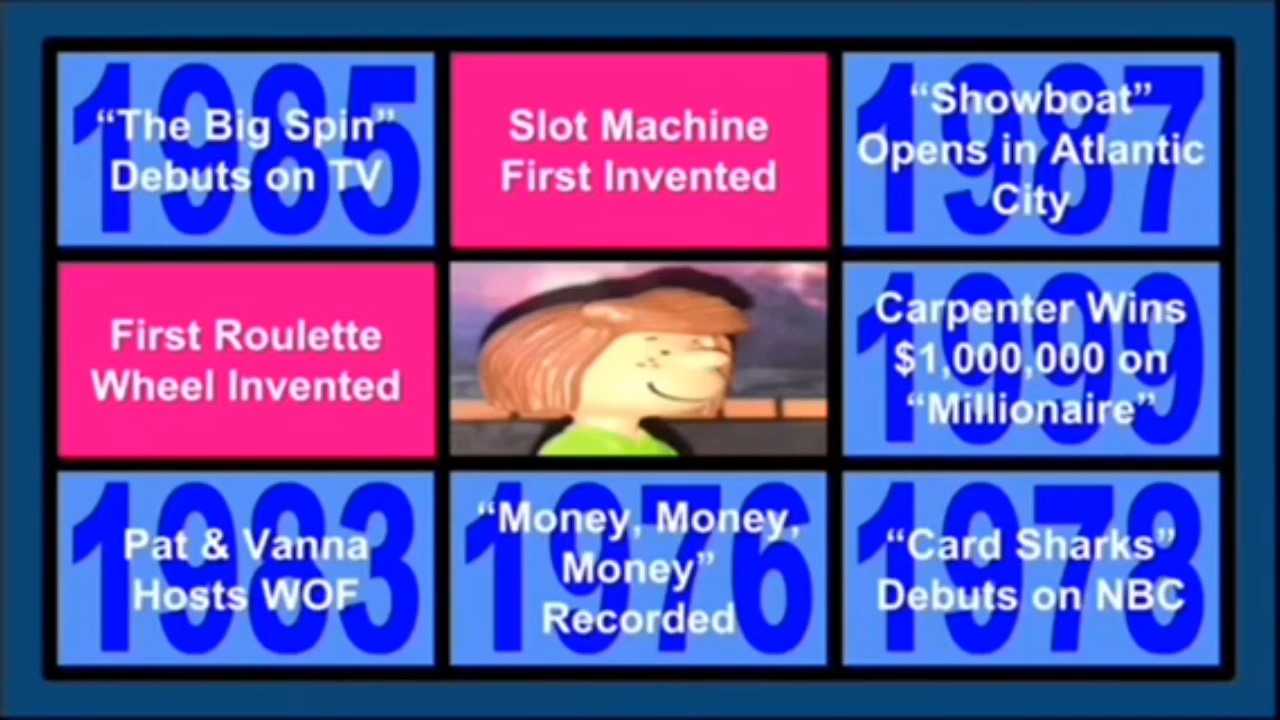 1985
“The Big Spin”
Debuts on TV
Slot Machine
First Invented
1987
“Showboat”
Opens in Atlantic
City
First Roulette
Wheel Invented
1999
Carpenter Wins
$1,000,000 on
“Millionaire”
1983
Pat & Vanna
Hosts WOF
1976
“Money, Money,
Money”
Recorded
1978
“Card Sharks”
Debuts on NBC